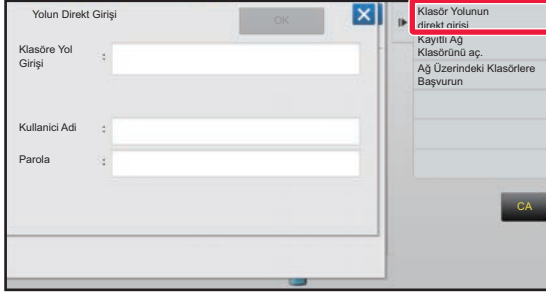 Yolun Direkt Girişi
OK
Klasöre Yol
Girişi
:
Kullanici Adi :
Parola :
Klasör Yolunun
direkt girişi
Kayıtlı Ağ
Klasörünü aç.
Ağ Üzerindeki Klasörlere
Başvurun
CA